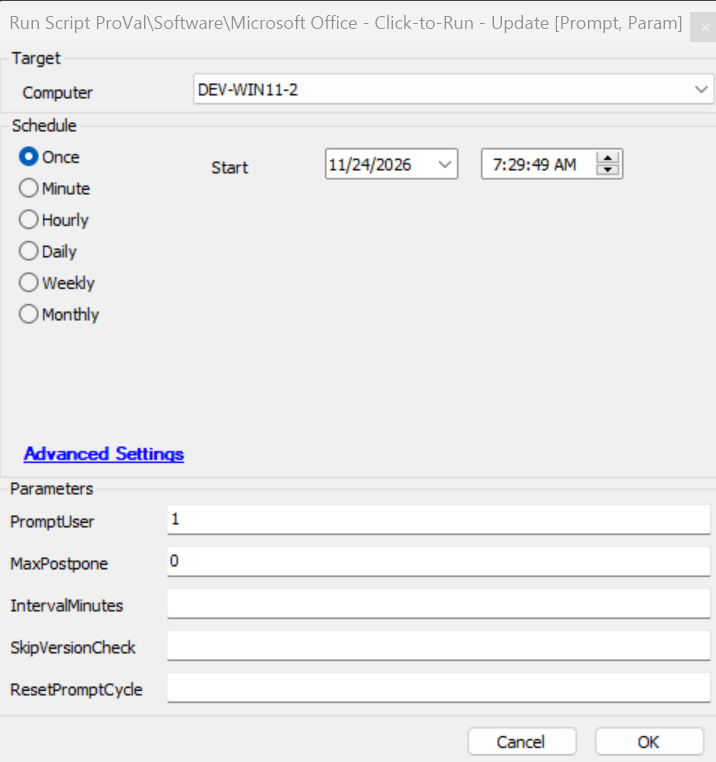 Run Script ProVal\Software\Microsoft Office - Click-to-Run - Update [Prompt, Param]
Target
Computer DEV-WIN11-2
Schedule
Once Start 11/24/2026 7:29:49 AM
Minute
Hourly
Daily
Weekly
Monthly
Advanced Settings
Parameters
PromptUser 1
MaxPostpone 0
IntervalMinutes
SkipVersionCheck
ResetPromptCycle
Cancel OK